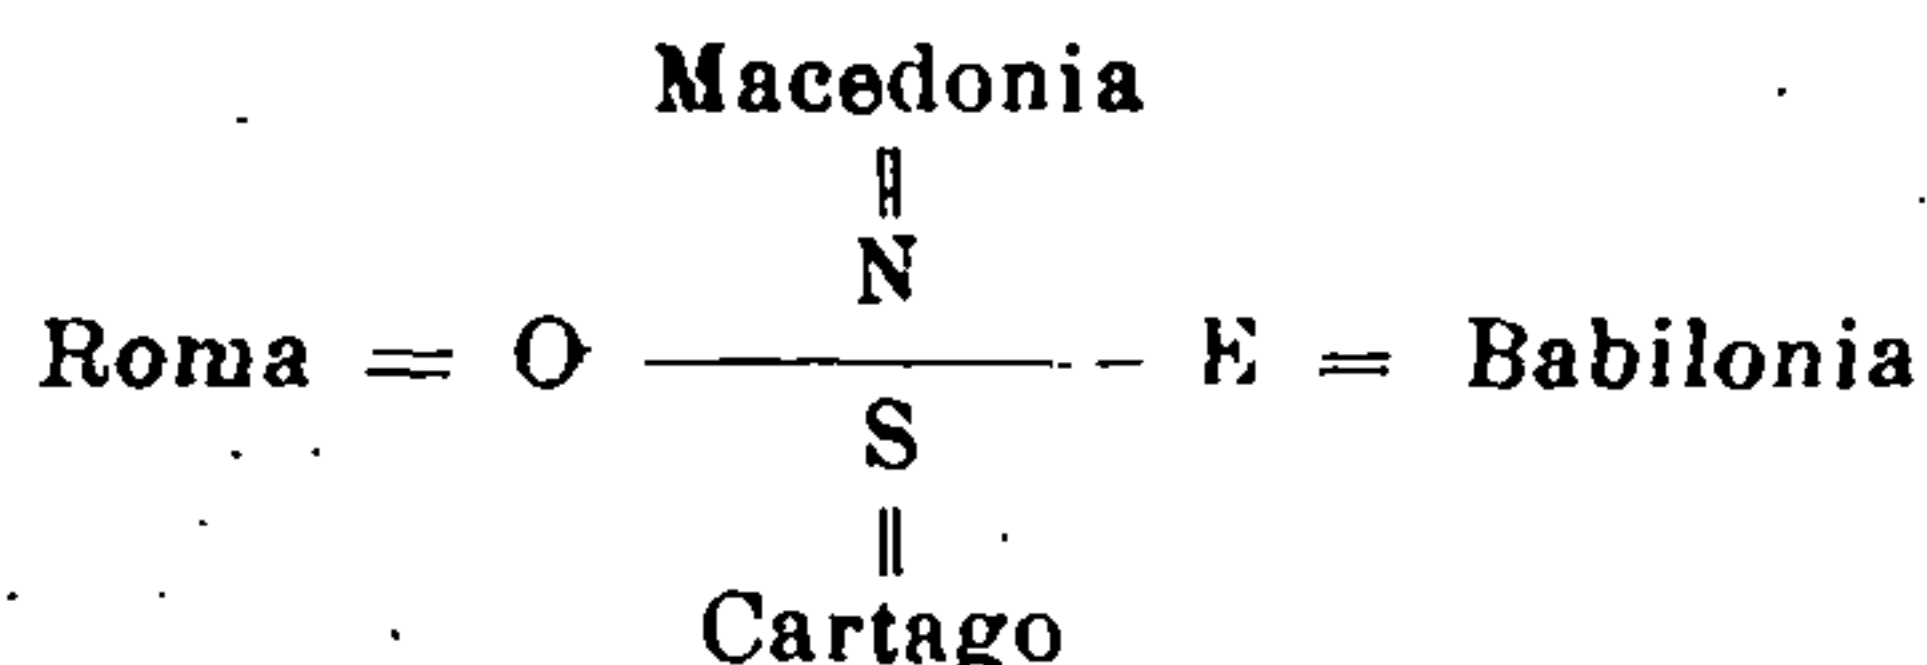 Macedonia
=
N
Roma = O ——— E = Babilonia
S
=
Cartago